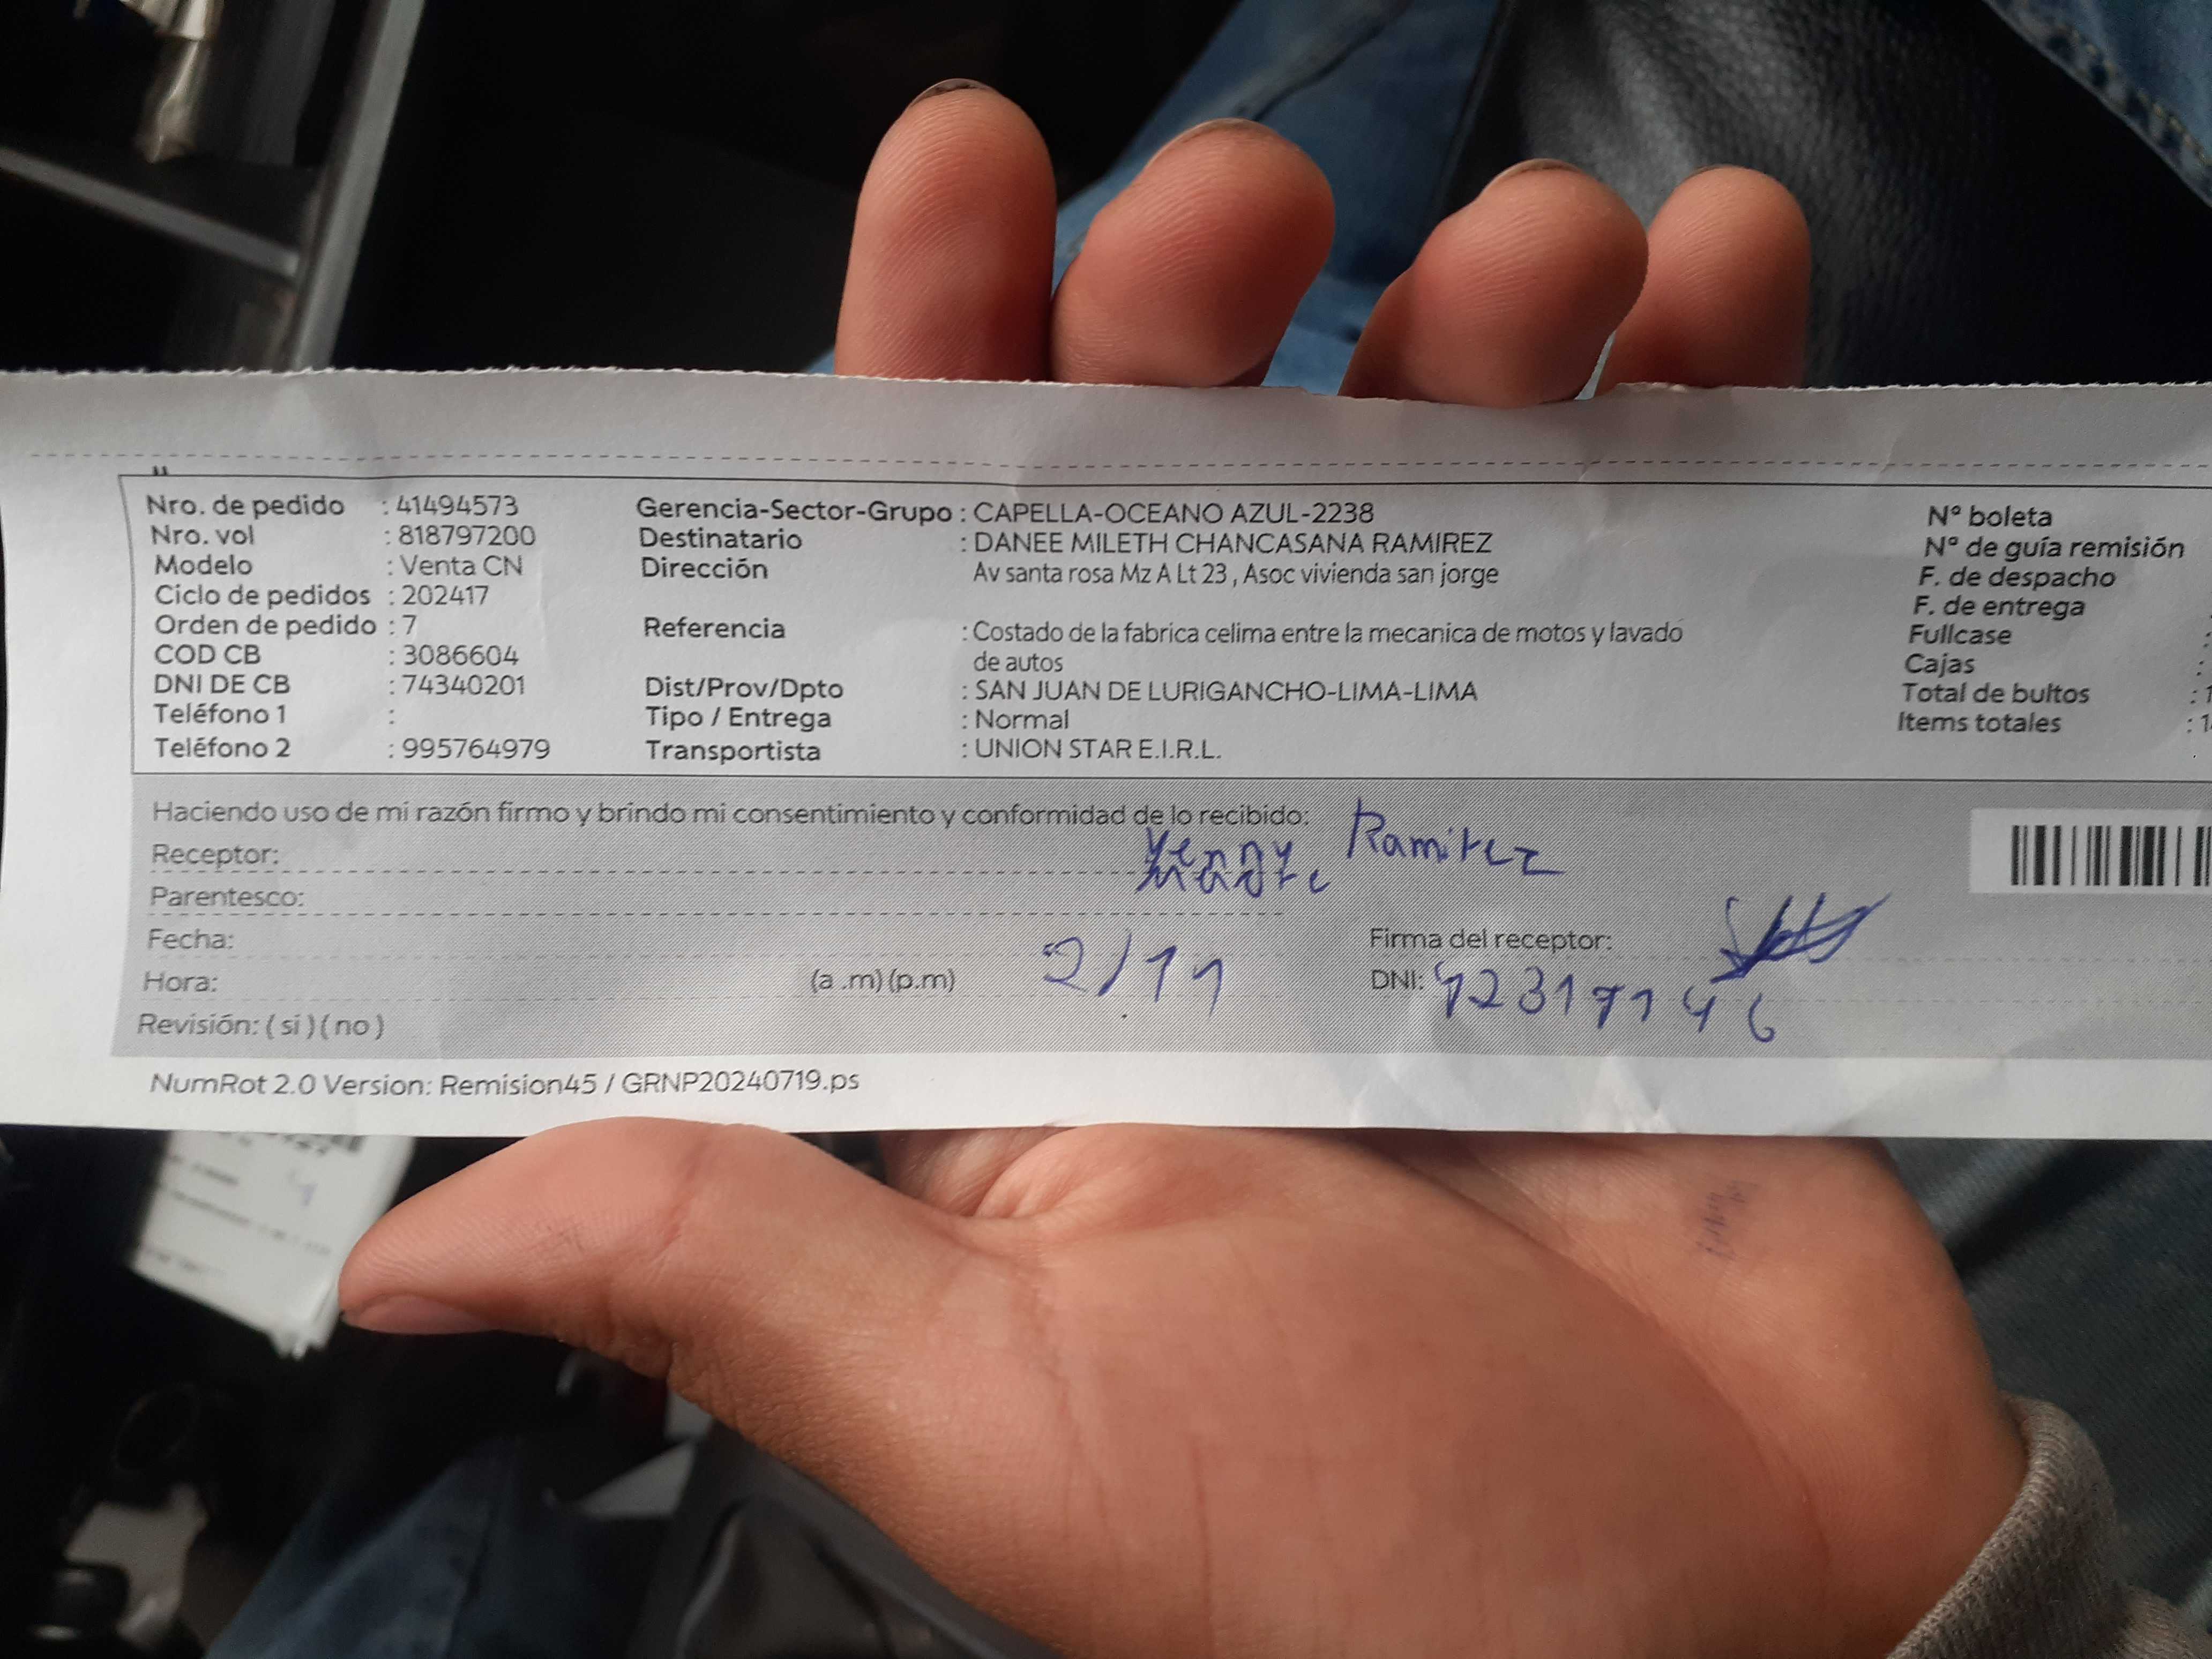 Nro. de pedido : 41494573 Gerencia-Sector-Grupo : CAPELLA-OCEANO AZUL-2238 N° boleta
Nro. vol : 818797200 Destinatario : DANEE MILETH CHANCASANA RAMIREZ N° de guía remisión
Modelo : Venta CN Dirección Av santa rosa Mz A Lt 23 , Asoc vivienda san jorge F. de despacho
Ciclo de pedidos : 202417 F. de entrega
Orden de pedido : 7 Referencia : Costado de la fabrica celima entre la mecanica de motos y lavado Fullcase :
COD CB : 3086604 de autos Cajas :
DNI DE CB : 74340201 Dist/Prov/Dpto : SAN JUAN DE LURIGANCHO-LIMA-LIMA Total de bultos : 1
Teléfono 1 : Tipo / Entrega : Normal Items totales : 1
Teléfono 2 : 995764979 Transportista : UNION STAR E.I.R.L.
Haciendo uso de mi razón firmo y brindo mi consentimiento y conformidad de lo recibido:
Receptor: Yenny Ramirez
Parentesco: Madre
Fecha: Firma del receptor:
Hora: (a .m) (p.m) 2/11 DNI:
Revisión: ( si ) ( no )
NumRot 2.0 Version: Remision45 / GRNP20240719.ps